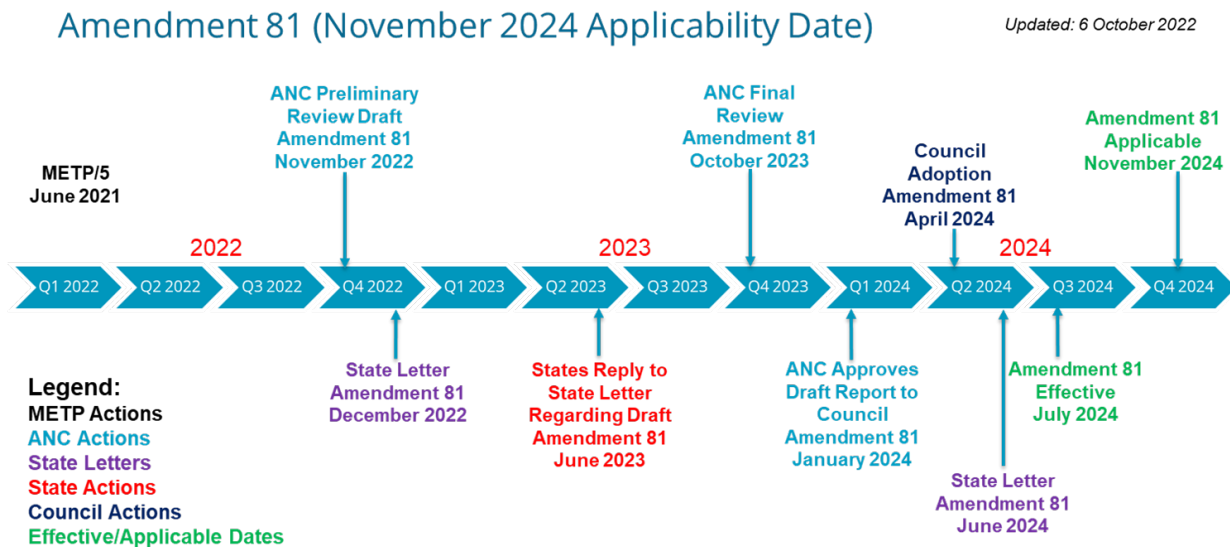 Amendment 81 (November 2024 Applicability Date)
Updated: 6 October 2022
METP/5
June 2021
ANC Preliminary
Review Draft
Amendment 81
November 2022
ANC Final
Review
Amendment 81
October 2023
Council
Adoption
Amendment 81
April 2024
Amendment 81
Applicable
November 2024
2022
2023
2024
Q1 2022
Q2 2022
Q3 2022
Q4 2022
Q1 2023
Q2 2023
Q3 2023
Q4 2023
Q1 2024
Q2 2024
Q3 2024
Q4 2024
State Letter
Amendment 81
December 2022
States Reply to
State Letter
Regarding Draft
Amendment 81
June 2023
ANC Approves
Draft Report to
Council
Amendment 81
January 2024
State Letter
Amendment 81
June 2024
Amendment 81
Effective
July 2024
Legend:
METP Actions
ANC Actions
State Letters
State Actions
Council Actions
Effective/Applicable Dates